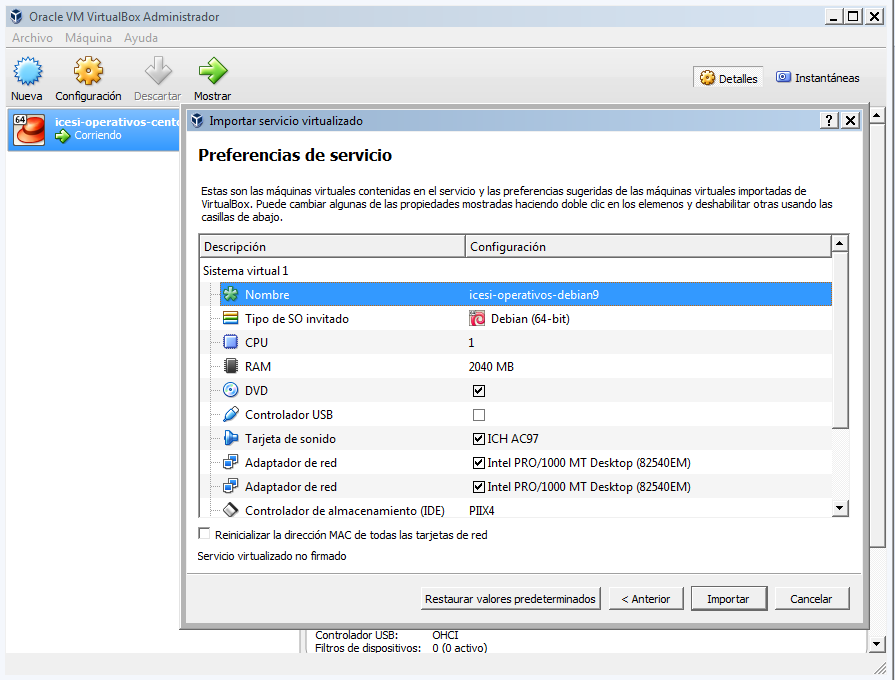 Oracle VM VirtualBox Administrador
Archivo Máquina Ayuda
Nueva Configuración Descartar Mostrar
Detalles Instantáneas
64
icesi-operativos-cent
Corriendo
Importar servicio virtualizado
Preferencias de servicio
Estas son las máquinas virtuales contenidas en el servicio y las preferencias sugeridas de las máquinas virtuales importadas de
VirtualBox. Puede cambiar algunas de las propiedades mostradas haciendo doble clic en los elemenos y deshabilitar otras usando las
casillas de abajo.
Descripción Configuración
Sistema virtual 1
Nombre icesi-operativos-debian9
Tipo de SO invitado Debian (64-bit)
CPU 1
RAM 2040 MB
DVD
Controlador USB
Tarjeta de sonido ICH AC97
Adaptador de red Intel PRO/1000 MT Desktop (82540EM)
Adaptador de red Intel PRO/1000 MT Desktop (82540EM)
Controlador de almacenamiento (IDE) PIIX4
Reinicializar la dirección MAC de todas las tarjetas de red
Servicio virtualizado no firmado
Restaurar valores predeterminados < Anterior Importar Cancelar
Controlador USB: OHCI
Filtros de dispositivos: 0 (0 activo)